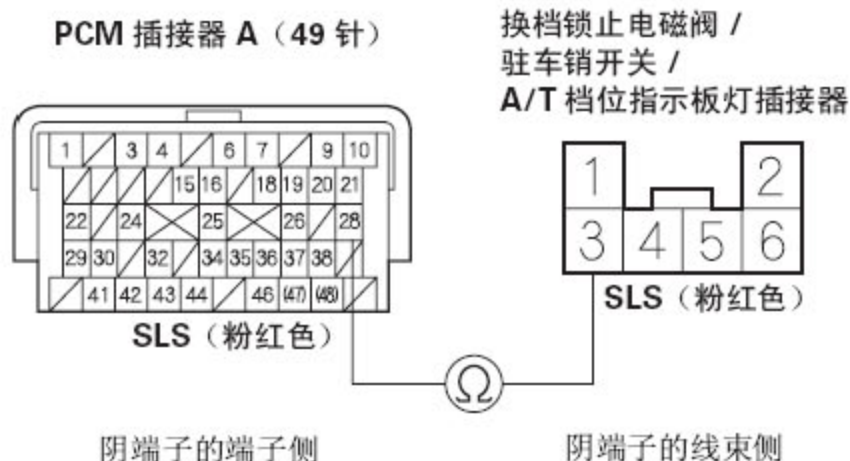 PCM 插接器 A（49 针）
换档锁止电磁阀 /
驻车销开关 /
A/T 档位指示板灯插接器
1 3 4 6 7 9 10
15 16 18 19 20 21
22 24 25 26 28
29 30 32 34 35 36 37 38
41 42 43 44 46 (47) (48)
SLS（粉红色）
1 2
3 4 5 6
SLS（粉红色）
Ω
阴端子的端子侧
阴端子的线束侧